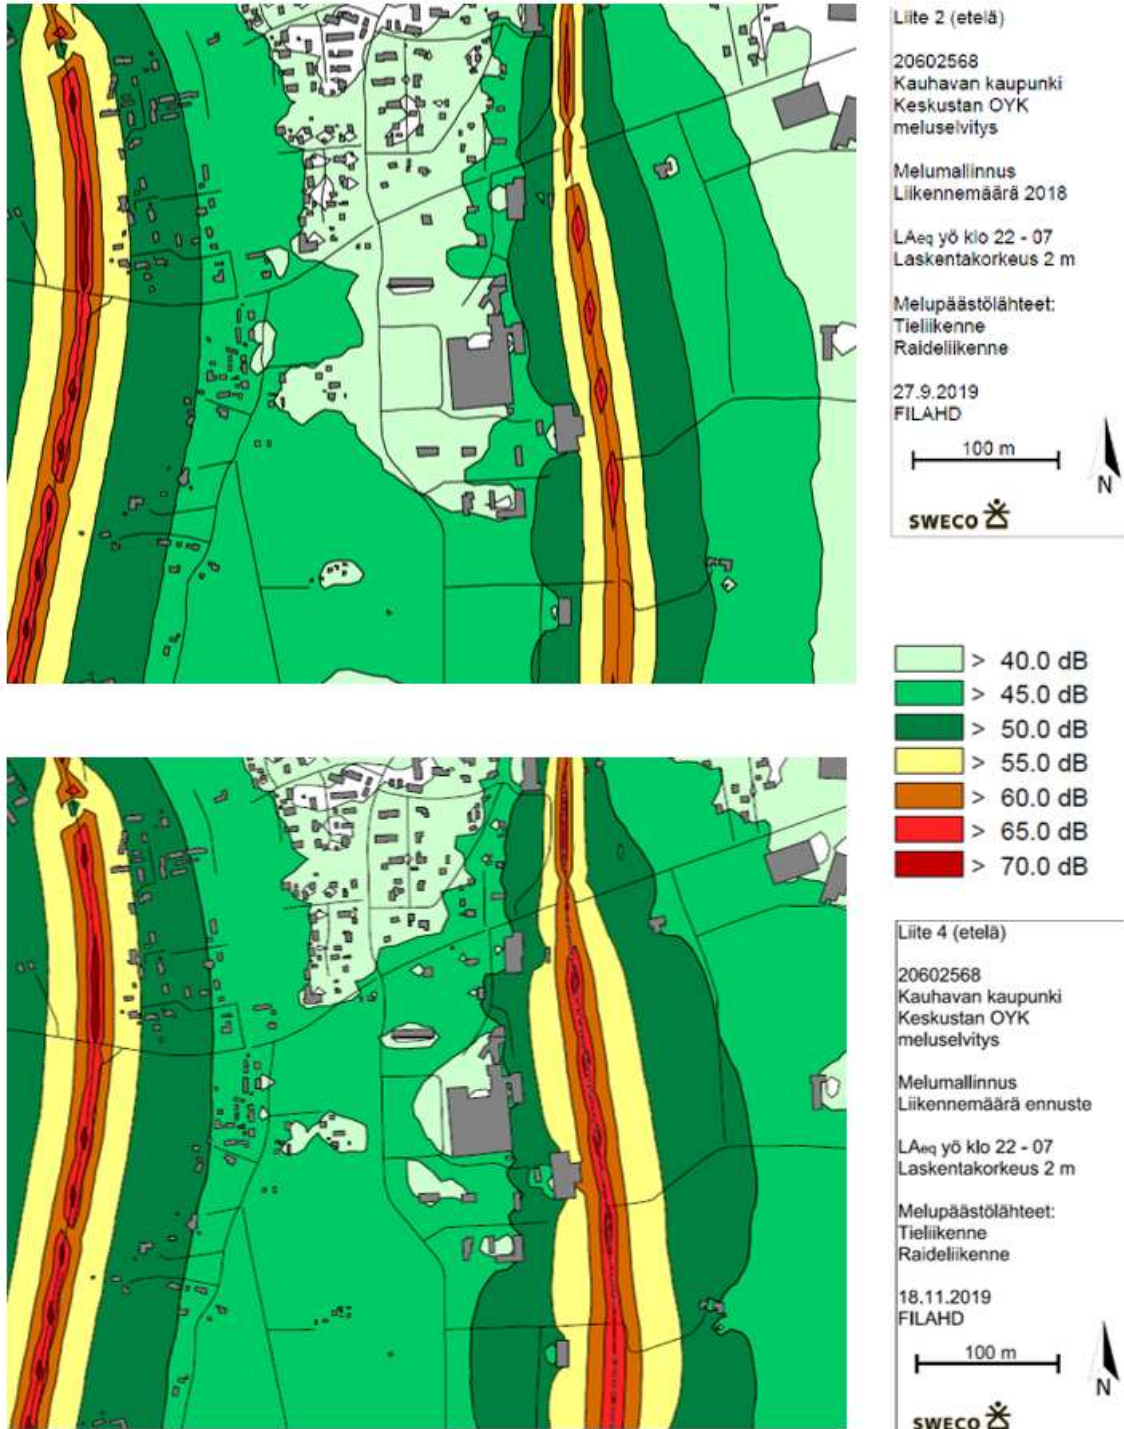 Liite 2 (etelä)
20602568
Kauhavan kaupunki
Keskustan OYK
meluselvitys
Melumallinnus
Liikennemäärä 2018
LAeq yö klo 22 - 07
Laskentakorkeus 2 m
Melupäästölähteet:
Tieliikenne
Raideliikenne
27.9.2019
FILAHD
100 m
N
SWECO
> 40.0 dB
> 45.0 dB
> 50.0 dB
> 55.0 dB
> 60.0 dB
> 65.0 dB
> 70.0 dB
Liite 4 (etelä)
20602568
Kauhavan kaupunki
Keskustan OYK
meluselvitys
Melumallinnus
Liikennemäärä ennuste
LAeq yö klo 22 - 07
Laskentakorkeus 2 m
Melupäästölähteet:
Tieliikenne
Raideliikenne
18.11.2019
FILAHD
100 m
N
SWECO